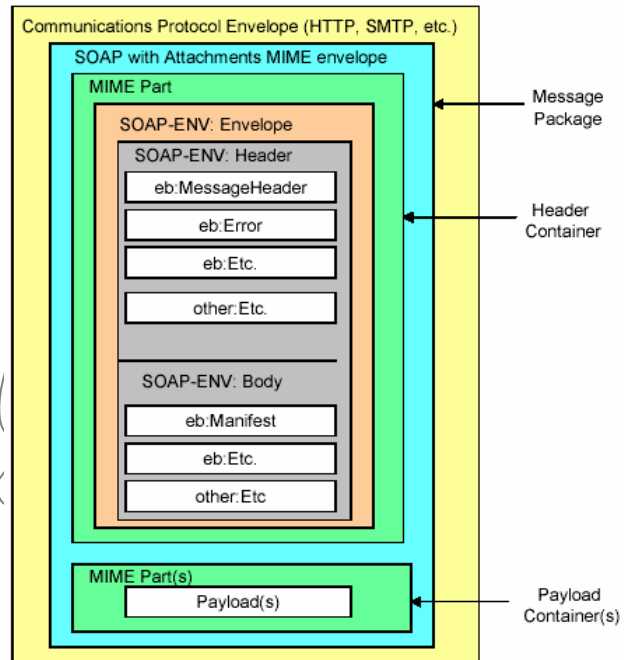 Communications Protocol Envelope (HTTP, SMTP, etc.)
SOAP with Attachments MIME envelope
MIME Part
SOAP-ENV: Envelope
SOAP-ENV: Header
eb:MessageHeader
eb:Error
eb:Etc.
other:Etc.
SOAP-ENV: Body
eb:Manifest
eb:Etc.
other:Etc
MIME Part(s)
Payload(s)
Message
Package
Header
Container
Payload
Container(s)